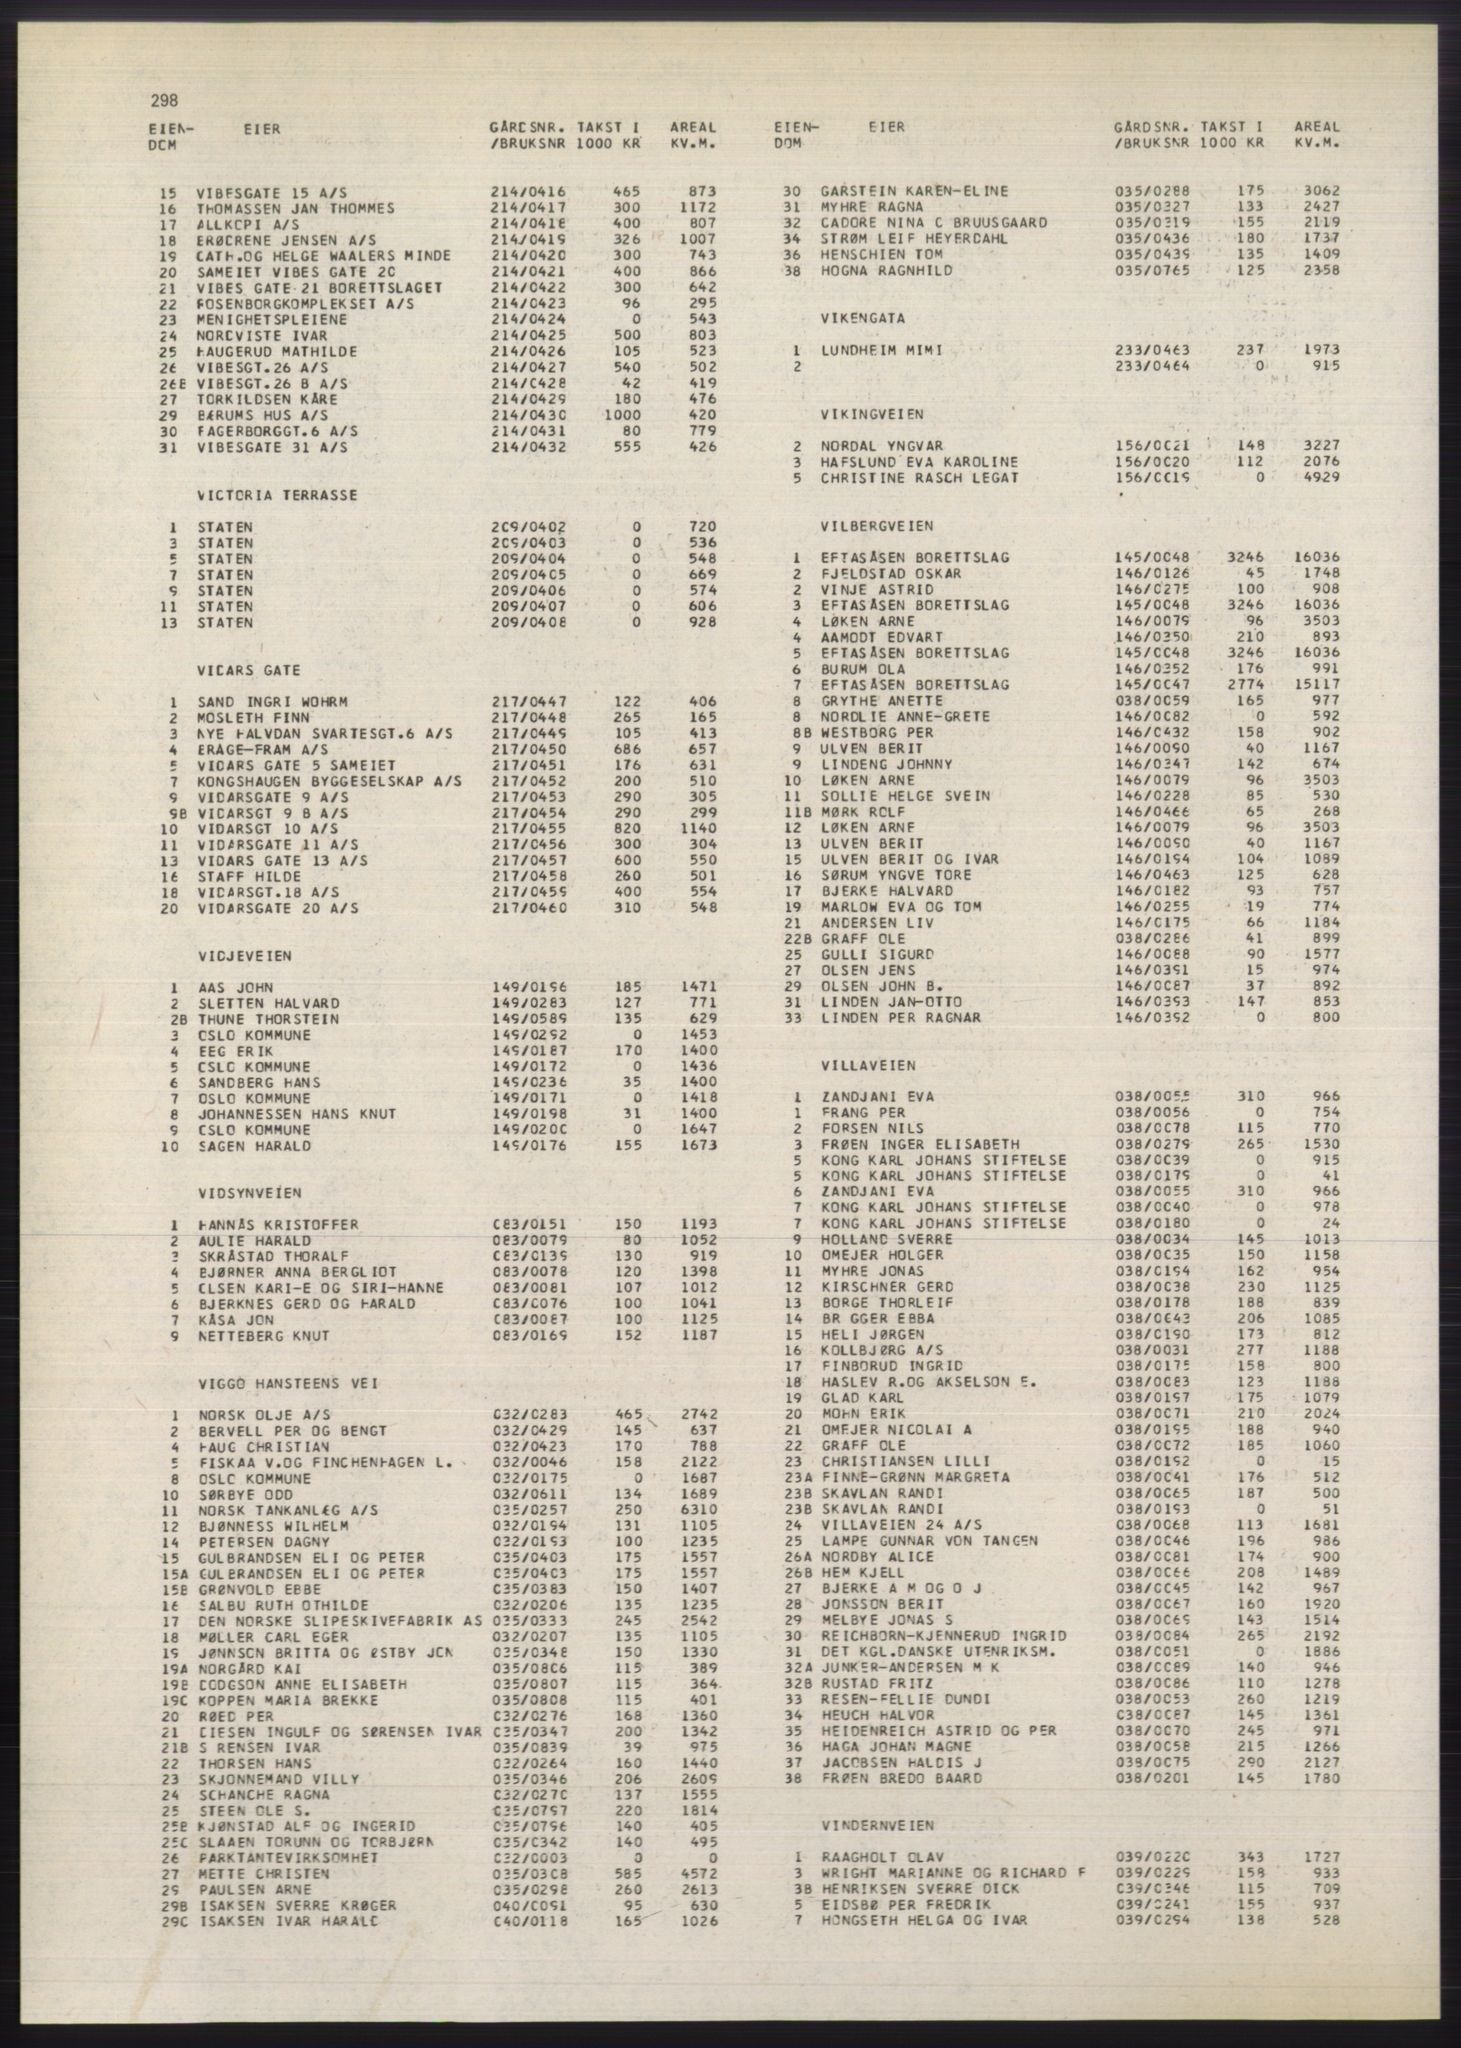 298
EIEN- EIER GÅRDSNR. TAKST I AREAL
DCM /BRUKSNR 1000 KR KV.M.
15 VIBESGATE 15 A/S 214/0416 465 873
16 THOMASSEN JAN THOMMES 214/0417 300 1172
17 ALLKOPI A/S 214/0418 400 807
18 BRØDRENE JENSEN A/S 214/0419 326 1007
19 CATH.OG HELGE WAALERS MINDE 214/0420 300 743
20 SAMEIET VIBES GATE 20 214/0421 400 866
21 VIBES GATE 21 BORETTSLAGET 214/0422 300 642
22 ROSENBORGKOMPLEKSET A/S 214/0423 96 295
23 MENIGHETSPLEIENE 214/0424 0 543
24 NORDVISTE IVAR 214/0425 500 803
25 HAUGERUD MATHILDE 214/0426 105 523
26 VIBESGT.26 A/S 214/0427 540 502
26B VIBESGT.26 B A/S 214/0428 42 419
27 TORKILDSEN KÅRE 214/0429 180 476
29 BÆRUMS HUS A/S 214/0430 1000 420
30 FAGERBORGGT.6 A/S 214/0431 80 779
31 VIBESGATE 31 A/S 214/0432 555 426
VICTORIA TERRASSE
1 STATEN 209/0402 0 720
3 STATEN 209/0403 0 536
5 STATEN 209/0404 0 548
7 STATEN 209/0405 0 669
9 STATEN 209/0406 0 574
11 STATEN 209/0407 0 606
13 STATEN 209/0408 0 928
VIDARS GATE
1 SAND INGRI WOHRM 217/0447 122 406
2 MOSLETH FINN 217/0448 265 165
3 NYE HALVDAN SVARTESGT.6 A/S 217/0449 105 413
4 BRAGE-FRAM A/S 217/0450 686 657
5 VIDARS GATE 5 SAMEIET 217/0451 176 631
7 KONGSHAUGEN BYGGESELSKAP A/S 217/0452 200 510
9 VIDARSGATE 9 A/S 217/0453 290 305
9B VIDARSGT 9 B A/S 217/0454 290 299
10 VIDARSGT 10 A/S 217/0455 820 1140
11 VIDARSGATE 11 A/S 217/0456 300 304
13 VIDARS GATE 13 A/S 217/0457 600 550
16 STAFF HILDE 217/0458 260 501
18 VIDARSGT.18 A/S 217/0459 400 554
20 VIDARSGATE 20 A/S 217/0460 310 548
VIDJEVEIEN
1 AAS JOHN 149/0196 185 1471
2 SLETTEN HALVARD 149/0283 127 771
2B THUNE THORSTEIN 149/0589 135 629
3 OSLO KOMMUNE 149/0292 0 1453
4 EEG ERIK 149/0187 170 1400
5 OSLO KOMMUNE 149/0172 0 1436
6 SANDBERG HANS 149/0236 35 1400
7 OSLO KOMMUNE 149/0171 0 1418
8 JOHANNESSEN HANS KNUT 149/0198 31 1400
9 OSLO KOMMUNE 149/0200 0 1647
10 SAGEN HARALD 149/0176 155 1673
VIDSYNVEIEN
1 HANNÅS KRISTOFFER 083/0151 150 1193
2 AULIE HARALD 083/0079 80 1052
3 SKRÅSTAD THORALF 083/0139 130 919
4 BJØRNER ANNA BERGLIOT 083/0078 120 1398
5 OLSEN KARI-E OG SIRI-HANNE 083/0081 107 1012
6 BJERKNES GERD OG HARALD 083/0076 100 1041
7 KÅSA JON 083/0087 100 1125
9 NETTEBERG KNUT 083/0169 152 1187
VIGGO HANSTEENS VEI
1 NORSK OLJE A/S 032/0283 465 2742
2 BERVELL PER OG BENGT 032/0429 145 637
4 HAUG CHRISTIAN 032/0423 170 788
5 FISKAA V.OG FINCHENHAGEN L. 032/0046 158 2122
8 OSLO KOMMUNE 032/0175 0 1687
10 SØRBYE ODD 032/0611 134 1689
11 NORSK TANKANLÆG A/S 035/0257 250 6310
12 BJØNNESS WILHELM 032/0194 131 1105
14 PETERSEN DAGNY 032/0193 100 1235
15 GULBRANDSEN ELI OG PETER 035/0403 175 1557
15A GULBRANDSEN ELI OG PETER 035/0403 175 1557
15B GRØNVOLD EBBE 035/0383 150 1407
16 SALBU RUTH OTHILDE 032/0206 135 1235
17 DEN NORSKE SLIPESKIVEFABRIK AS 035/0333 245 2542
18 MØLLER CARL EGER 032/0207 135 1105
19 JØNNSON BRITTA OG ØSTBY JON 035/0348 150 1330
19A NORGÅRD KAI 035/0806 115 389
19B DODGSON ANNE ELISABETH 035/0807 115 364
19C KOPPEN MARIA BREKKE 035/0808 115 401
20 RØED PER 032/0276 168 1360
21 DIESEN INGULF OG SØRENSEN IVAR 035/0347 200 1342
21B S RENSEN IVAR 035/0839 39 975
22 THORSEN HANS 032/0264 160 1440
23 SKJONNEMAND VILLY 035/0346 206 2609
24 SCHANCHE RAGNA 032/0270 137 1555
25 STEEN OLE S. 035/0797 220 1814
25B KJØNSTAD ALF OG INGERID 035/0796 140 405
25C SLAAEN TORUNN OG TORBJØRN 035/0342 140 495
26 PARKTANTEVIRKSOMHET 032/0003 0 0
27 METTE CHRISTEN 035/0308 585 4572
29 PAULSEN ARNE 035/0298 260 2613
29B ISAKSEN SVERRE KRØGER 040/0091 95 630
29C ISAKSEN IVAR HARALD 040/0118 165 1026
EIEN- EIER GÅRDSNR. TAKST I AREAL
DOM /BRUKSNR 1000 KR KV.M.
30 GARSTEIN KAREN-ELINE 035/0288 175 3062
31 MYHRE RAGNA 035/0327 133 2427
32 CADORE NINA C BRUUSGAARD 035/0319 155 2119
34 STRØM LEIF HEYERDAHL 035/0436 180 1737
36 HENSCHIEN TOM 035/0439 135 1409
38 HOGNA RAGNHILD 035/0765 125 2358
VIKENGATA
1 LUNDHEIM MIMI 233/0463 237 1973
2 233/0464 0 915
VIKINGVEIEN
2 NORDAL YNGVAR 156/0021 148 3227
3 HAFSLUND EVA KAROLINE 156/0020 112 2076
5 CHRISTINE RASCH LEGAT 156/0019 0 4929
VILBERGVEIEN
1 EFTASÅSEN BORETTSLAG 145/0048 3246 16036
2 FJELDSTAD OSKAR 146/0126 45 1748
2 VINJE ASTRID 146/0275 100 908
3 EFTASÅSEN BORETTSLAG 145/0048 3246 16036
4 LØKEN ARNE 146/0079 96 3503
4 AAMODT EDVART 146/0350 210 893
5 EFTASÅSEN BORETTSLAG 145/0048 3246 16036
6 BURUM OLA 146/0352 176 991
7 EFTASÅSEN BORETTSLAG 145/0047 2774 15117
8 GRYTHE ANETTE 038/0059 165 977
8 NORDLIE ANNE-GRETE 146/0082 0 592
8B WESTBORG PER 146/0432 158 902
9 ULVEN BERIT 146/0090 40 1167
9 LINDENG JOHNNY 146/0347 142 674
10 LØKEN ARNE 146/0079 96 3503
11 SOLLIE HELGE SVEIN 146/0228 85 530
11B MØRK ROLF 146/0466 65 268
12 LØKEN ARNE 146/0079 96 3503
13 ULVEN BERIT 146/0090 40 1167
15 ULVEN BERIT OG IVAR 146/0194 104 1089
16 SØRUM YNGVE TORE 146/0463 125 628
17 BJERKE HALVARD 146/0182 93 757
19 MARLOW EVA OG TOM 146/0255 19 774
21 ANDERSEN LIV 146/0175 66 1184
22B GRAFF OLE 038/0286 41 899
25 GULLI SIGURD 146/0088 90 1577
27 OLSEN JENS 146/0391 15 974
29 OLSEN JOHN B. 146/0087 37 892
31 LINDEN JAN-OTTO 146/0393 147 853
33 LINDEN PER RAGNAR 146/0392 0 800
VILLAVEIEN
1 ZANDJANI EVA 038/0055 310 966
1 FRANG PER 038/0056 0 754
2 FORSEN NILS 038/0078 115 770
3 FRØEN INGER ELISABETH 038/0279 265 1530
5 KONG KARL JOHANS STIFTELSE 038/0039 0 915
5 KONG KARL JOHANS STIFTELSE 038/0179 0 41
6 ZANDJANI EVA 038/0055 310 966
7 KONG KARL JOHANS STIFTELSE 038/0040 0 978
7 KONG KARL JOHANS STIFTELSE 038/0180 0 24
9 HOLLAND SVERRE 038/0034 145 1013
10 OMEJER HOLGER 038/0035 150 1158
11 MYHRE JONAS 038/0194 162 954
12 KIRSCHNER GERD 038/0038 230 1125
13 BORGE THORLEIF 038/0178 188 839
14 BR GGER EBBA 038/0043 206 1085
15 HELI JØRGEN 038/0190 173 812
16 KOLLBJØRG A/S 038/0031 277 1188
17 FINBORUD INGRID 038/0175 158 800
18 HASLEV R.OG AKSELSON E. 038/0083 123 1188
19 GLAD KARL 038/0197 175 1079
20 MOHN ERIK 038/0071 210 2024
21 OMEJER NICOLAI A 038/0195 188 940
22 GRAFF OLE 038/0072 185 1060
23 CHRISTIANSEN LILLI 038/0192 0 15
23A FINNE-GRØNN MARGRETA 038/0041 176 512
23B SKAVLAN RANDI 038/0065 187 500
23B SKAVLAN RANDI 038/0193 0 51
24 VILLAVEIEN 24 A/S 038/0068 113 1681
25 LAMPE GUNNAR VON TANGEN 038/0046 196 986
26A NORDBY ALICE 038/0081 174 900
26B HEM KJELL 038/0066 208 1489
27 BJERKE A M OG O J 038/0045 142 967
28 JONSSON BERIT 038/0067 160 1920
29 MELBYE JONAS S 038/0069 143 1514
30 REICHBORN-KJENNERUD INGRID 038/0084 265 2192
31 DET KGL.DANSKE UTENRIKSM. 038/0051 0 1886
32A JUNKER-ANDERSEN M K 038/0089 140 946
32B RUSTAD FRITZ 038/0086 110 1278
33 RESEN-FELLIE DUNDI 038/0053 260 1219
34 HEUCH HALVOR 038/0087 145 1361
35 HEIDENREICH ASTRID OG PER 038/0070 245 971
36 HAGA JOHAN MAGNE 038/0058 215 1266
37 JACOBSEN HALDIS J 038/0075 290 2127
38 FRØEN BREDO BAARD 038/0201 145 1780
VINDERNVEIEN
1 RAAGHOLT OLAV 039/0220 343 1727
3 WRIGHT MARIANNE OG RICHARD F 039/0229 158 933
3B HENRIKSEN SVERRE DICK 039/0346 115 709
5 EIDSBØ PER FREDRIK 039/0241 155 937
7 HONGSETH HELGA OG IVAR 039/0294 138 528